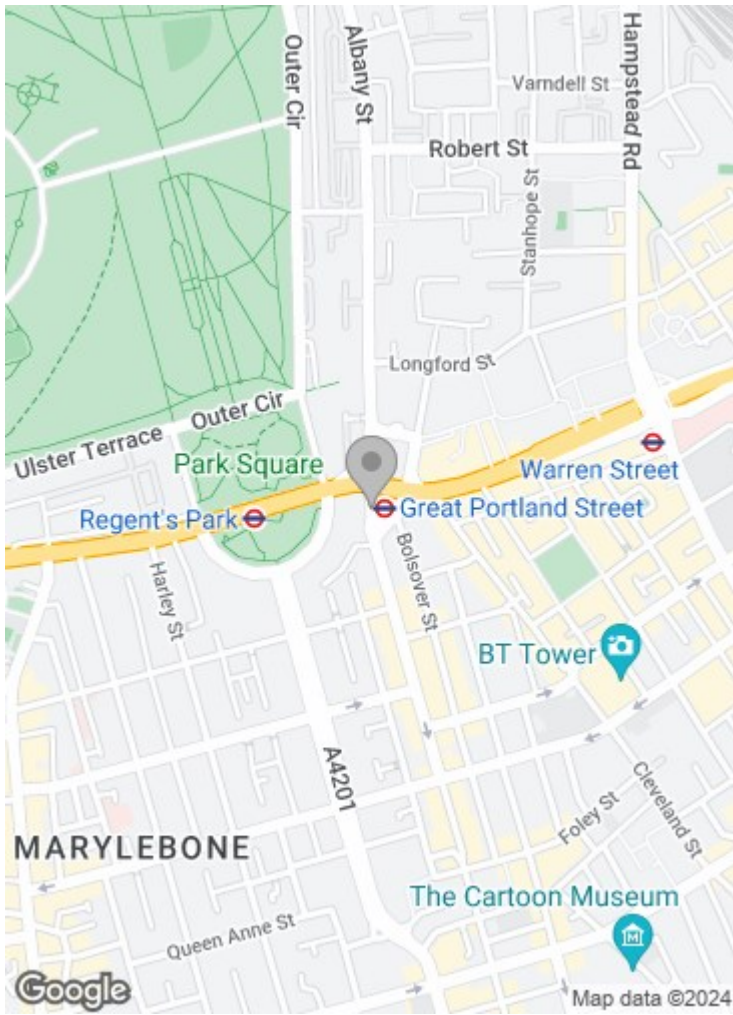 Outer Cir
Albany St
Hampstead Rd
Varndell St
Robert St
Stanhope St
Longford St
Outer Cir
Ulster Terrace
Park Square
Warren Street
Great Portland Street
Regent's Park
Bolsover St
Harley St
BT Tower
A4201
Cleveland St
Foley St
MARYLEBONE
The Cartoon Museum
Queen Anne St
M
Google
Map data ©2024